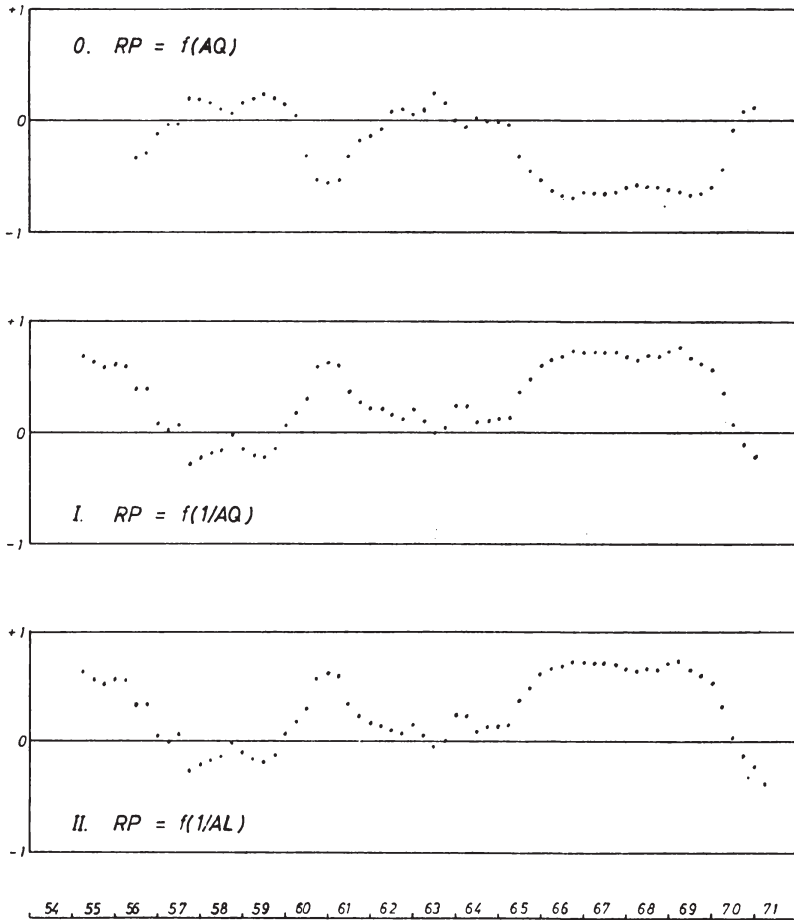 +1
0. RP = f(AQ)
0
-1
+1
0
I. RP = f(1/AQ)
-1
+1
0
II. RP = f(1/AL)
-1
54 55 56 57 58 59 60 61 62 63 64 65 66 67 68 69 70 71